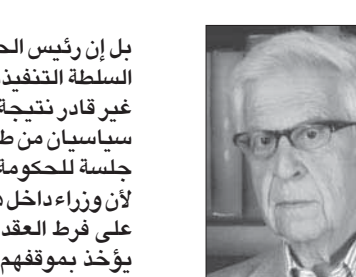 بل إن رئيس الح
السلطة التنفيذ
غير قادر نتيجة
سياسيان من ط
جلسة للحكومة
لأن وزراء داخل
على فرط العقد
يؤخذ بموقفهم